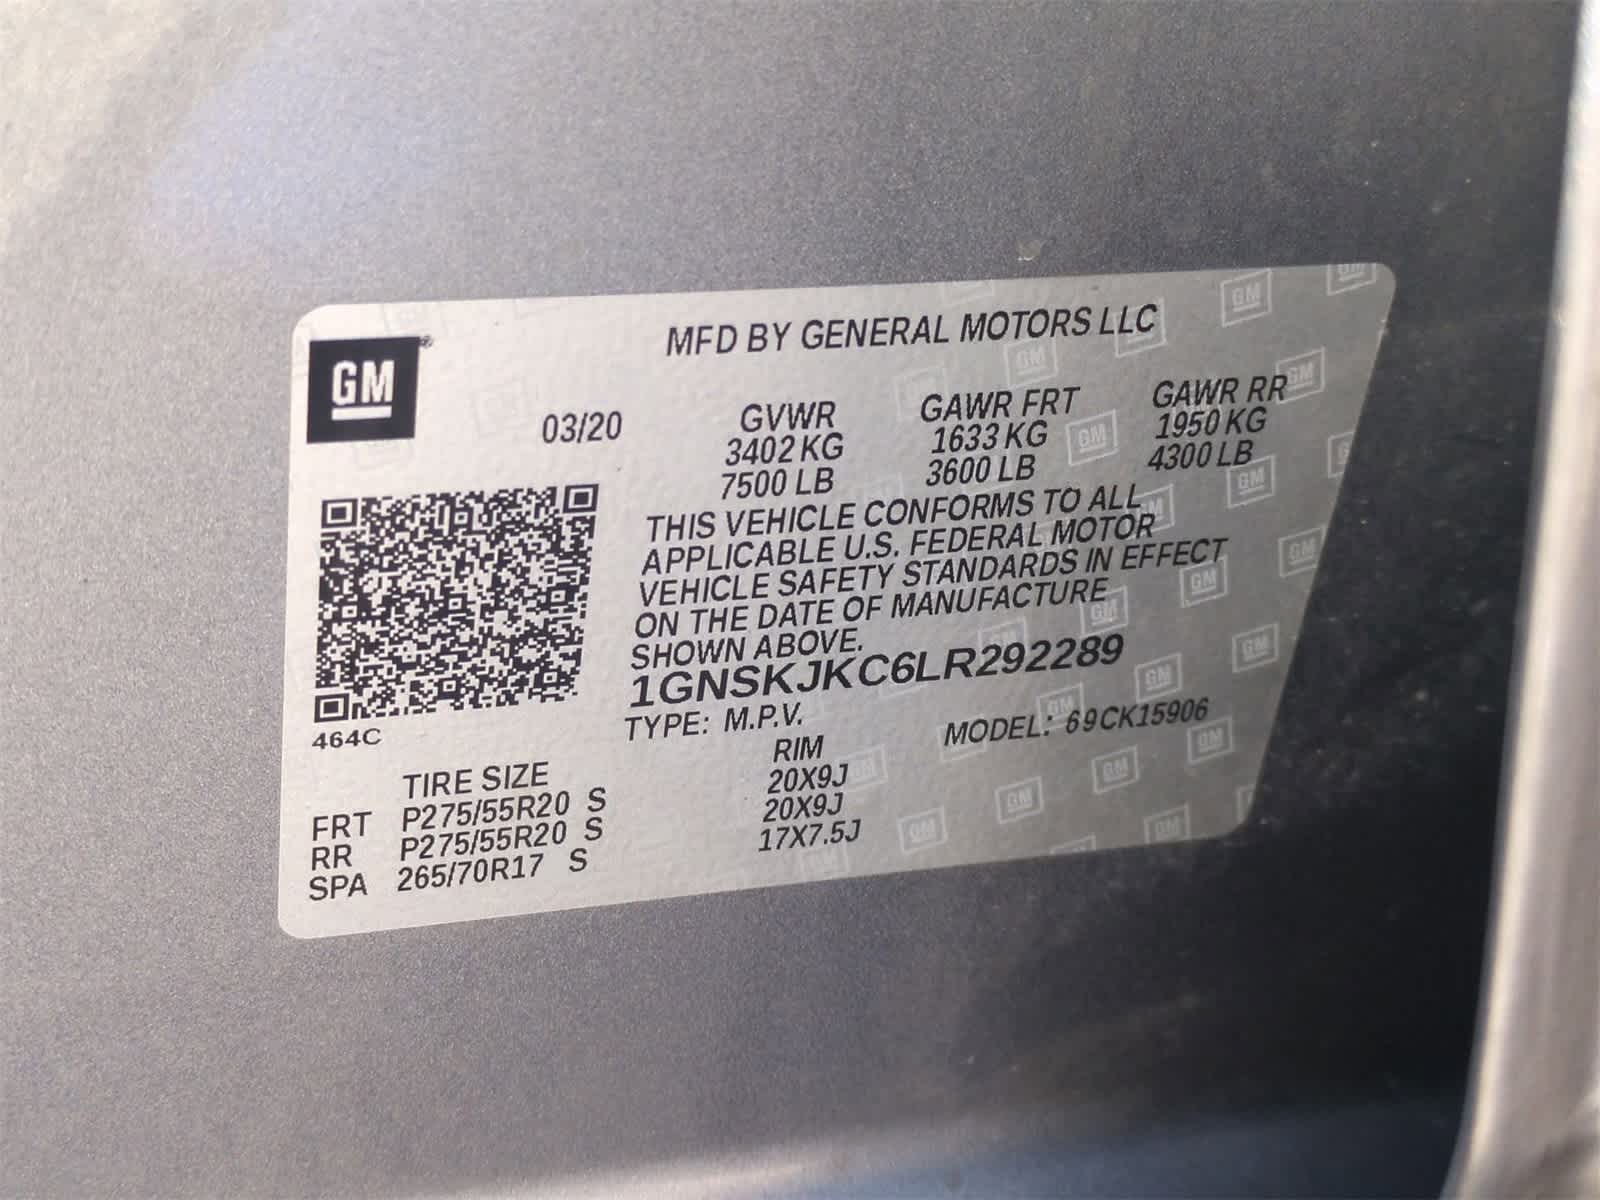 GM
MFD BY GENERAL MOTORS LLC
03/20
GVWR GAWR FRT GAWR RR
3402 KG 1633 KG 1950 KG
7500 LB 3600 LB 4300 LB
THIS VEHICLE CONFORMS TO ALL
APPLICABLE U.S. FEDERAL MOTOR
VEHICLE SAFETY STANDARDS IN EFFECT
ON THE DATE OF MANUFACTURE
SHOWN ABOVE.
1GNSKJKC6LR292289
TYPE: M.P.V. MODEL: 69CK15906
464C
TIRE SIZE RIM
FRT P275/55R20 S 20X9J
RR P275/55R20 S 20X9J
SPA 265/70R17 S 17X7.5J